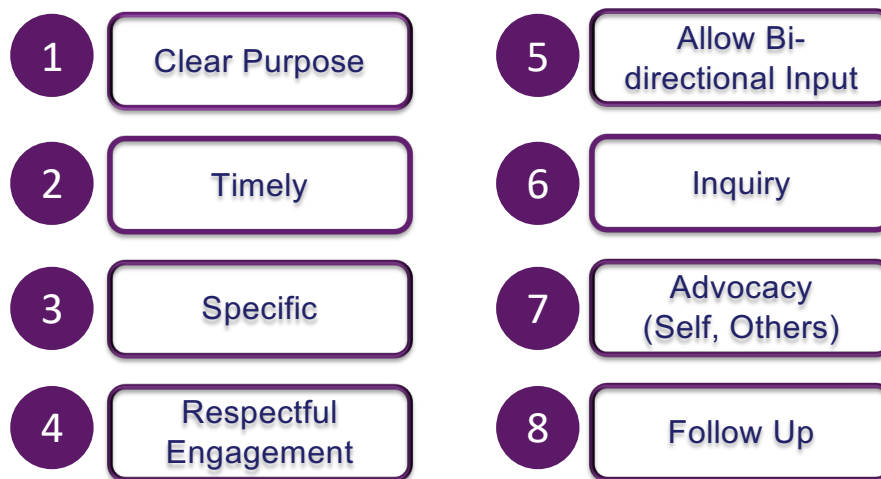 1
Clear Purpose
2
Timely
3
Specific
4
Respectful
Engagement
5
Allow Bi-
directional Input
6
Inquiry
7
Advocacy
(Self, Others)
8
Follow Up